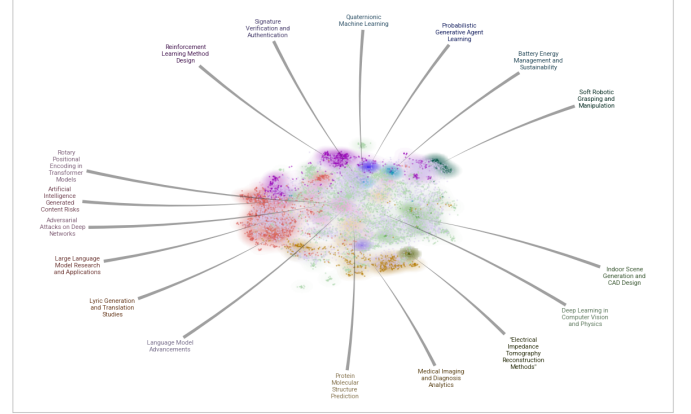 Signature
Verification and
Authentication
Quaternionic
Machine Learning
Probabilistic
Generative Agent
Learning
Reinforcement
Learning Method
Design
Battery Energy
Management and
Sustainability
Soft Robotic
Grasping and
Manipulation
Rotary
Positional
Encoding in
Transformer
Models
Artificial
Intelligence
Generated
Content Risks
Adversarial
Attacks on Deep
Networks
Large Language
Model Research
and Applications
Lyric Generation
and Translation
Studies
Language Model
Advancements
Protein
Molecular
Structure
Prediction
Medical Imaging
and Diagnosis
Analytics
"Electrical
Impedance
Tomography
Reconstruction
Methods"
Deep Learning in
Computer Vision
and Physics
Indoor Scene
Generation and
CAD Design